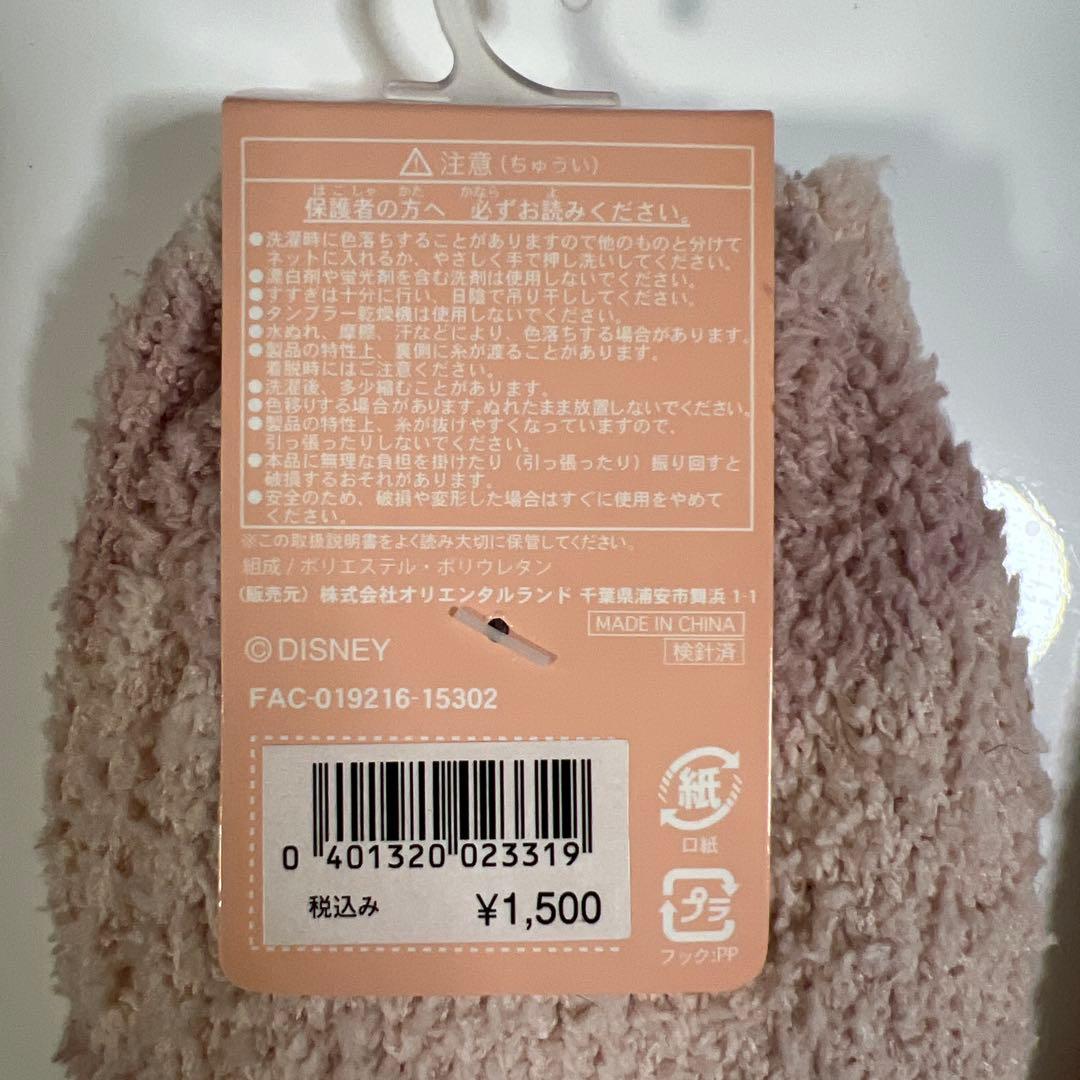 ⚠注意(ちゅうい)
ほごしゃ かた かなら よ
保護者の方へ 必ずお読みください。
●洗濯時に色落ちすることがありますので他のものと分けて
ネットに入れるか、やさしく手で押し洗いしてください。
●漂白剤や蛍光剤を含む洗剤は使用しないでください。
●すすぎは十分に行い、日陰で吊り干ししてください。
●タンブラー乾燥機は使用しないでください。
●水ぬれ、摩擦、汗などにより、色落ちする場合があります。
●製品の特性上、裏側に糸が渡ることがあります。
着脱時にはご注意ください。
●洗濯後、多少縮むことがあります。
●色移りする場合があります。ぬれたまま放置しないでください。
●製品の特性上、糸が抜けやすくなっていますので、
引っ張ったりしないでください。
●本品に無理な負担を掛けたり(引っ張ったり)振り回すと
破損するおそれがあります。
●安全のため、破損や変形した場合はすぐに使用をやめて
ください。
※この取扱説明書をよく読み大切に保管してください。
組成/ポリエステル・ポリウレタン
(販売元)株式会社オリエンタルランド 千葉県浦安市舞浜1-1
MADE IN CHINA
©DISNEY
検針済
FAC-019216-15302
紙
口紙
0 401320 023319
税込み ¥1,500
プラ
フック:PP